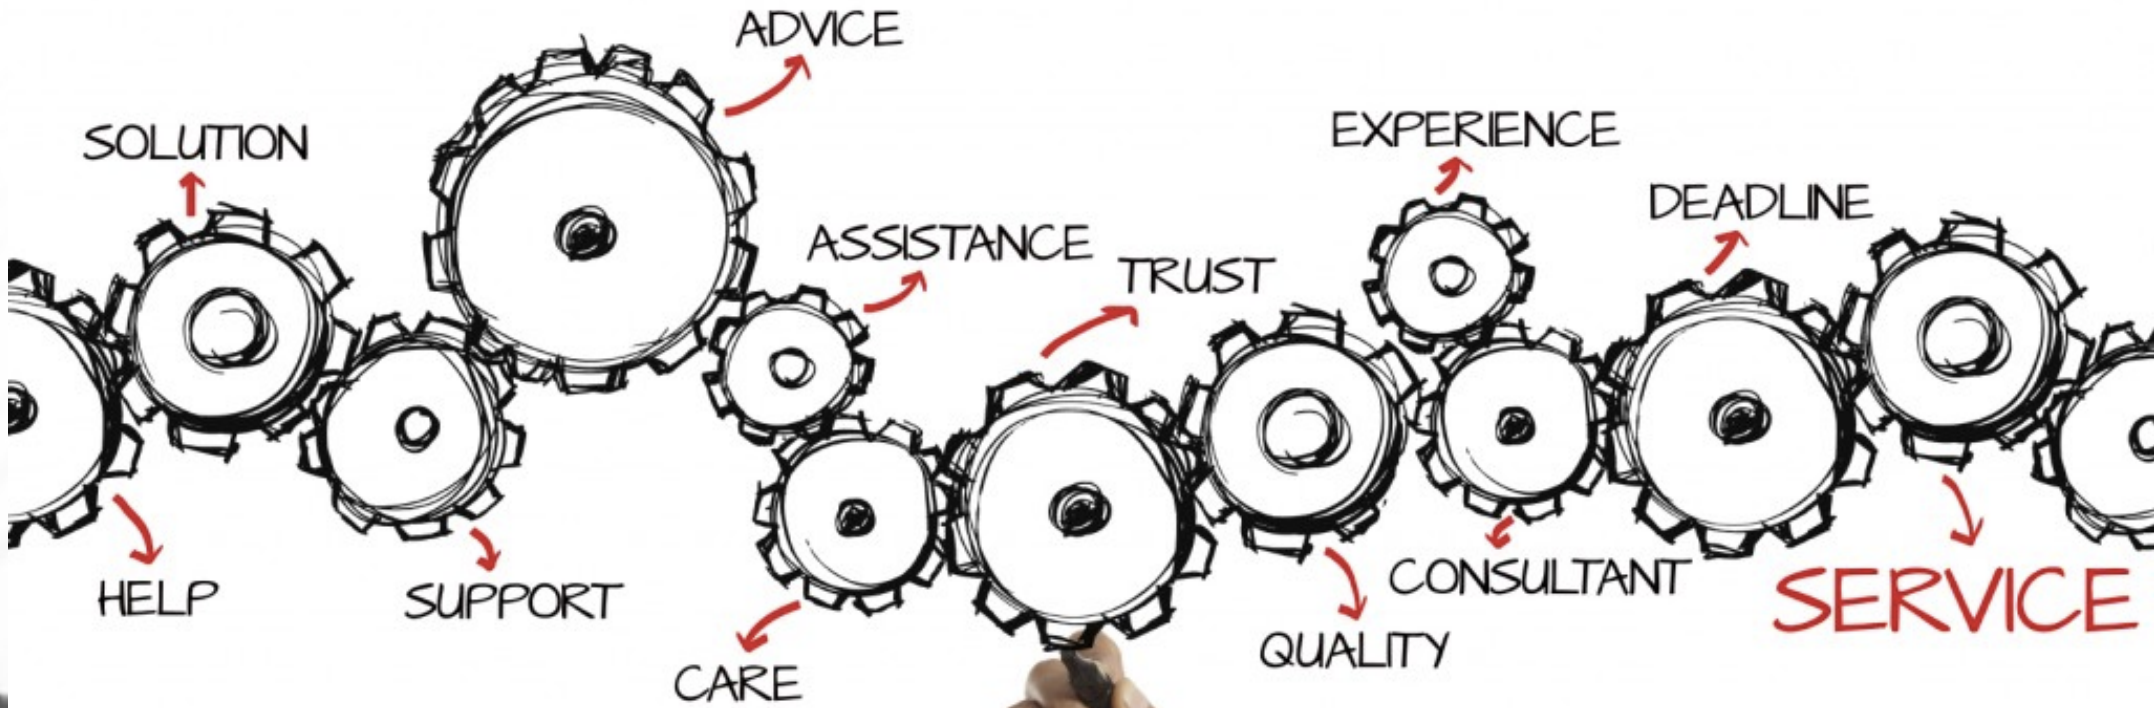 ADVICE
SOLUTION
EXPERIENCE
DEADLINE
ASSISTANCE
TRUST
HELP
SUPPORT
CARE
QUALITY
CONSULTANT
SERVICE